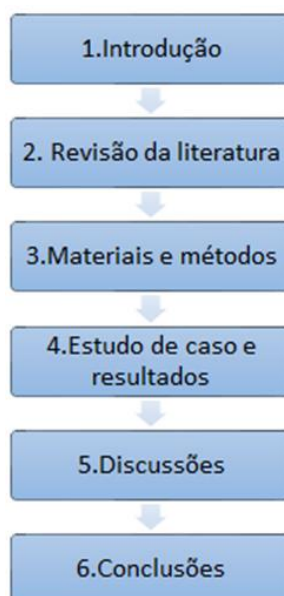 1.Introdução
2. Revisão da literatura
3.Materiais e métodos
4.Estudo de caso e
resultados
5.Discussões
6.Conclusões